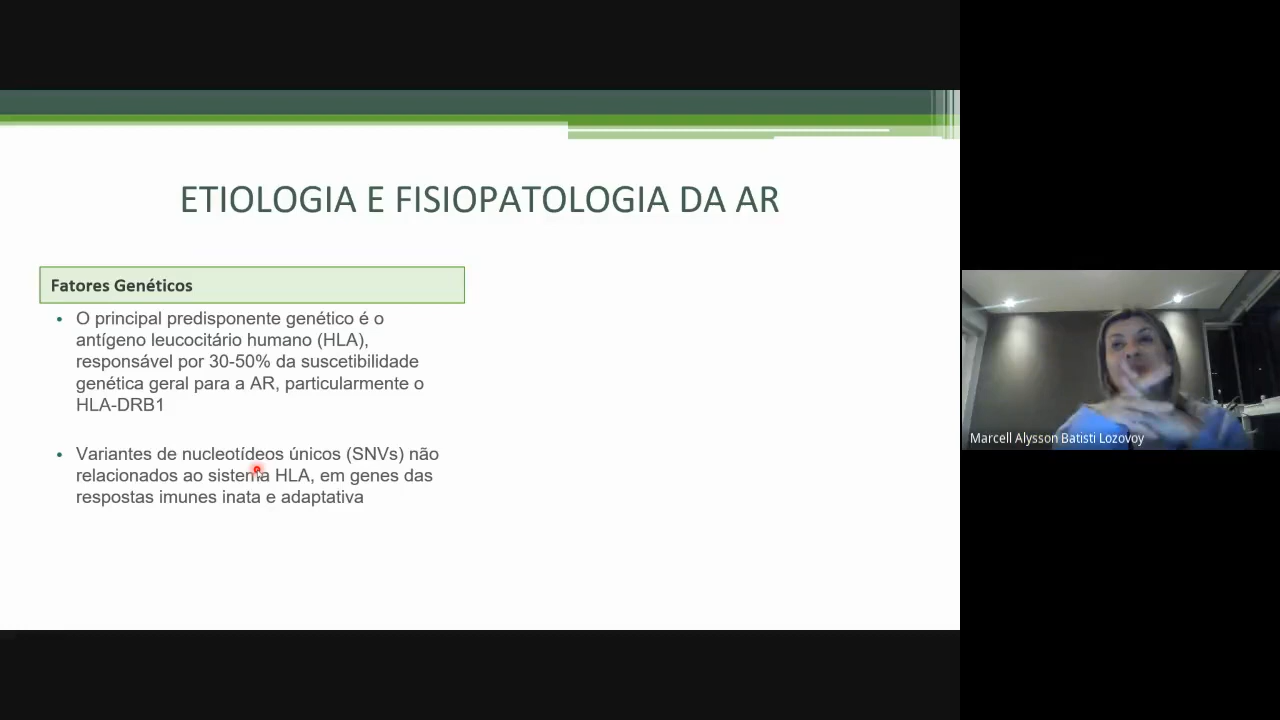 ETIOLOGIA E FISIOPATOLOGIA DA AR
Fatores Genéticos
• O principal predisponente genético é o
antígeno leucocitário humano (HLA),
responsável por 30-50% da suscetibilidade
genética geral para a AR, particularmente o
HLA-DRB1
• Variantes de nucleotídeos únicos (SNVs) não
relacionados ao sistema HLA, em genes das
respostas imunes inata e adaptativa
Marcell Alysson Batisti Lozovoy